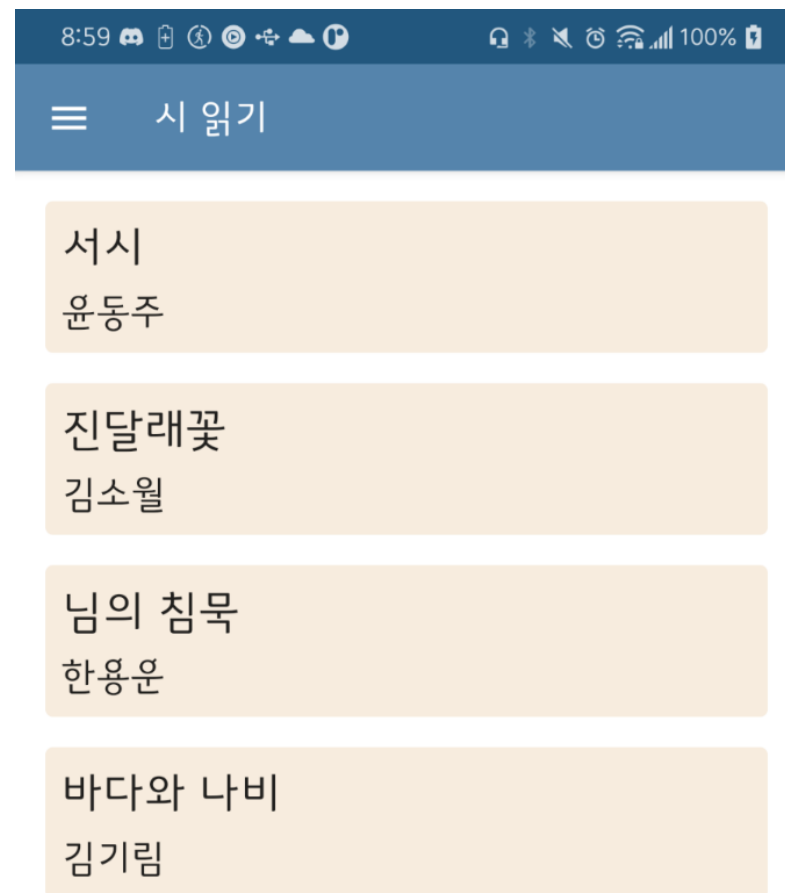 8:59 100%
시 읽기
서시
윤동주
진달래꽃
김소월
님의 침묵
한용운
바다와 나비
김기림